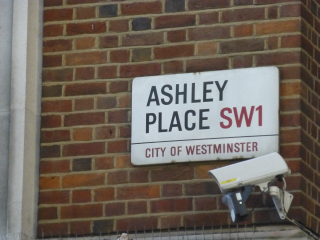 ASHLEY
PLACE SW1
CITY OF WESTMINSTER